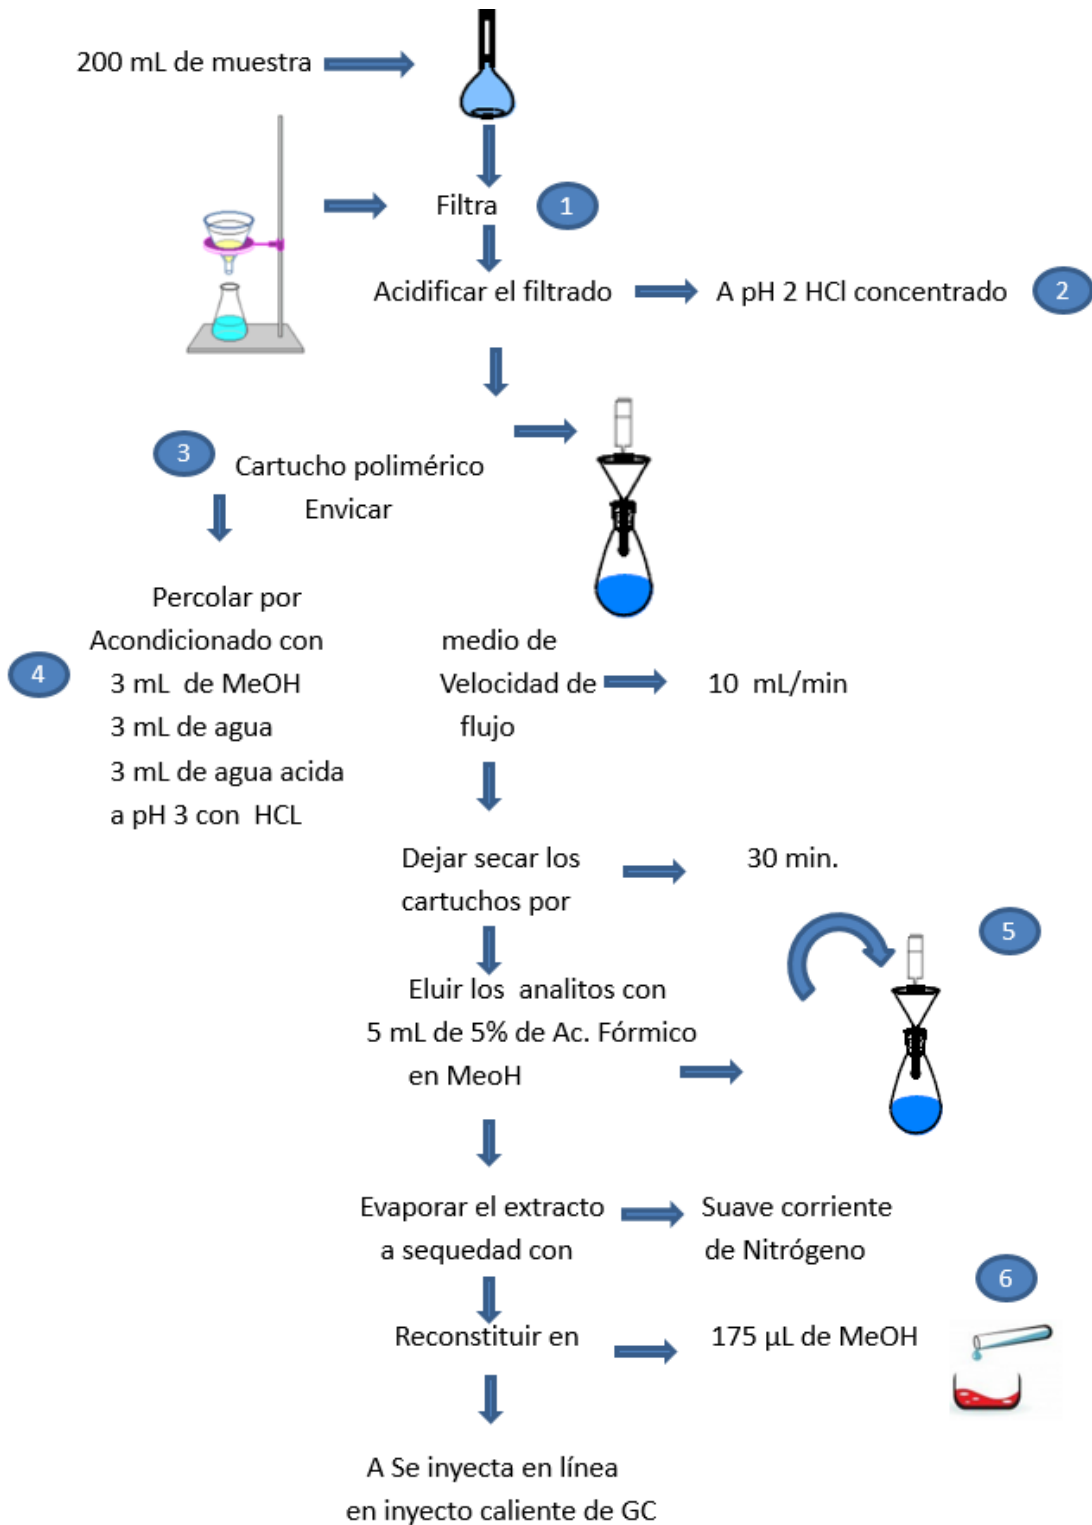 200 mL de muestra
Filtra
1
Acidificar el filtrado
A pH 2 HCl concentrado
2
3
Cartucho polimérico
Envicar
Percolar por
Acondicionado con
4
3 mL de MeOH
3 mL de agua
3 mL de agua acida
a pH 3 con HCL
medio de
Velocidad de
flujo
10 mL/min
Dejar secar los
cartuchos por
30 min.
5
Eluir los analitos con
5 mL de 5% de Ac. Fórmico
en MeoH
Evaporar el extracto
a sequedad con
Suave corriente
de Nitrógeno
6
Reconstituir en
175 µL de MeOH
A Se inyecta en línea
en inyecto caliente de GC